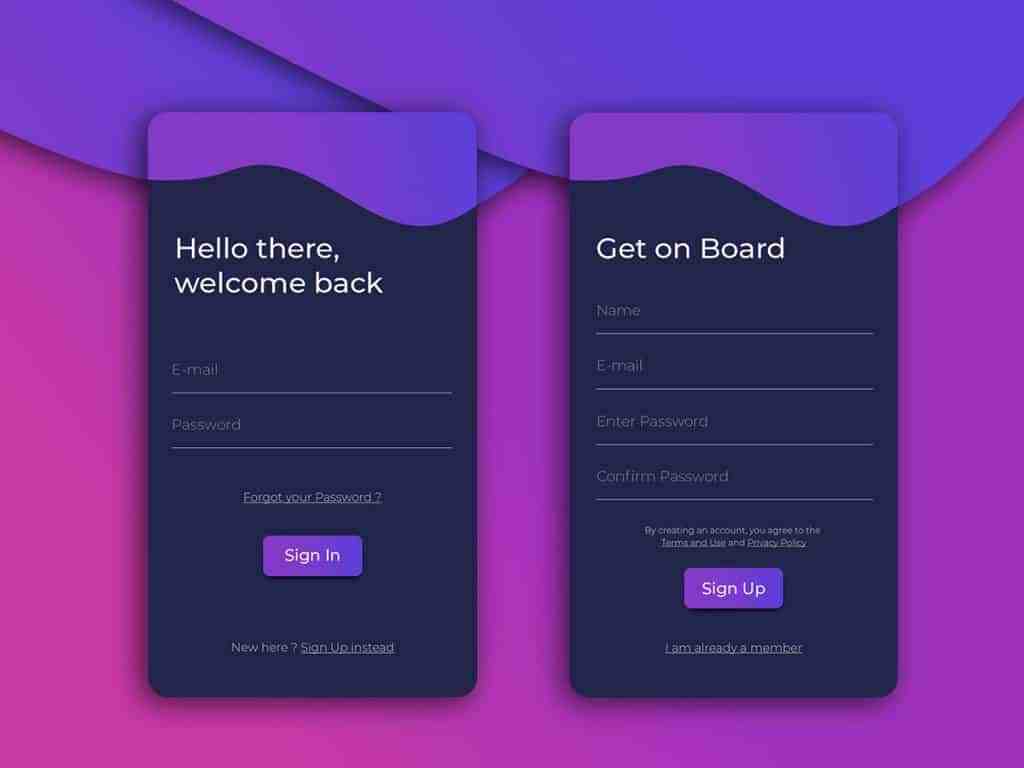 Hello there,
welcome back
E-mail
Password
Forgot your Password ?
Sign In
New here ? Sign Up instead
Get on Board
Name
E-mail
Enter Password
Confirm Password
By creating an account, you agree to the
Terms and Use and Privacy Policy
Sign Up
I am already a member